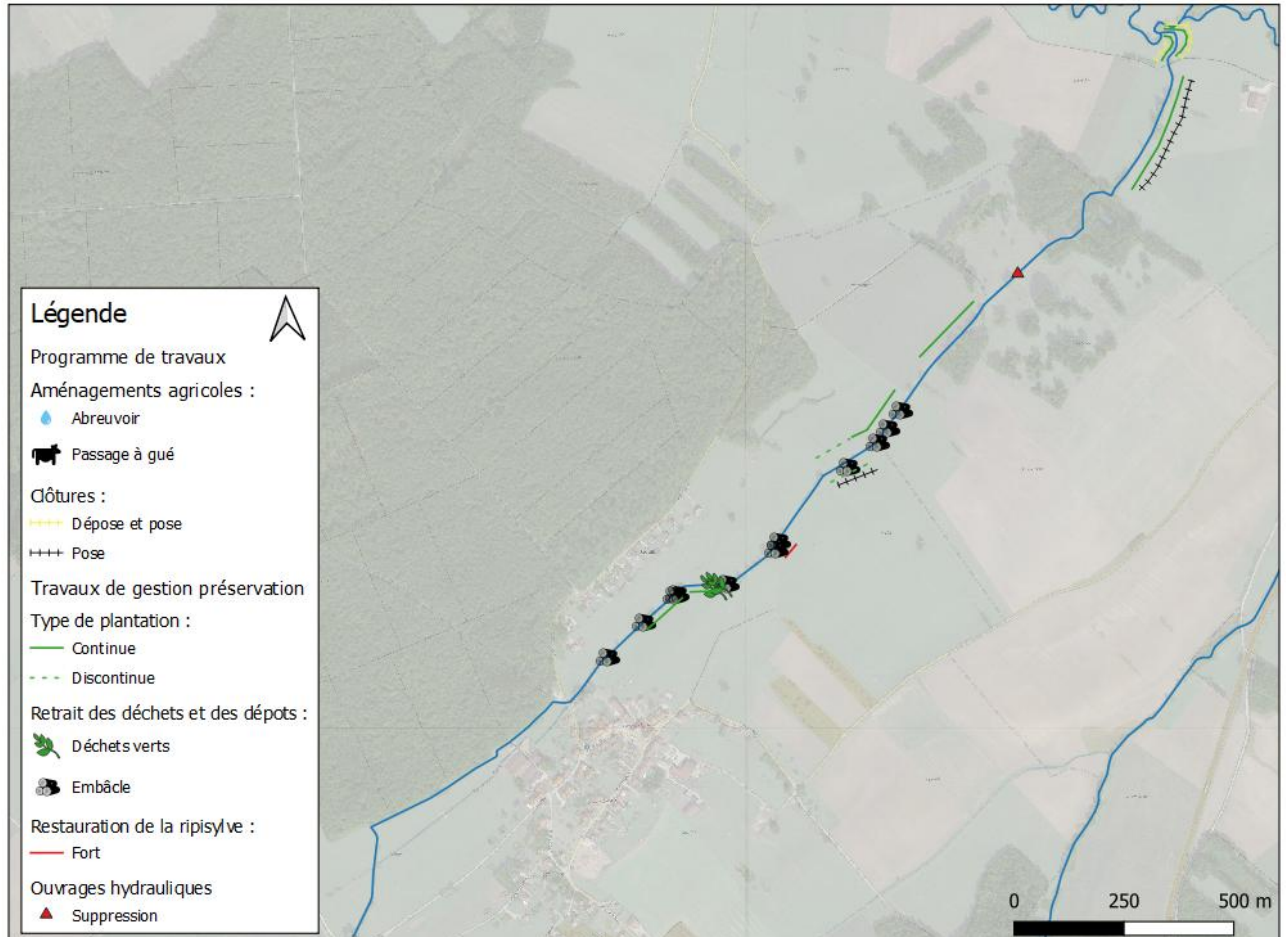 Légende
Programme de travaux
Aménagements agricoles :
Abreuvoir
Passage à gué
Clôtures :
Dépose et pose
Pose
Travaux de gestion préservation
Type de plantation :
Continue
Discontinue
Retrait des déchets et des dépots :
Déchets verts
Embâcle
Restauration de la ripisylve :
Fort
Ouvrages hydrauliques
Suppression
0 250 500 m